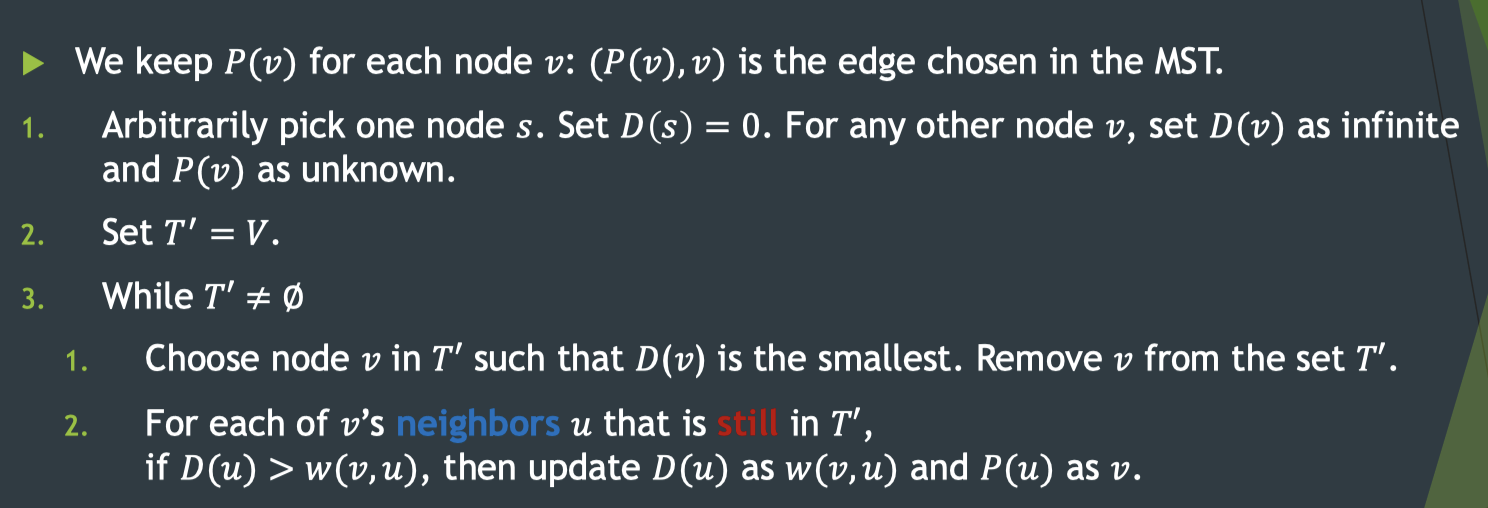 We keep 𝑃(𝑣) for each node 𝑣: (𝑃(𝑣), 𝑣) is the edge chosen in the MST.
1. Arbitrarily pick one node 𝑠. Set 𝐷(𝑠) = 0. For any other node 𝑣, set 𝐷(𝑣) as infinite
and 𝑃(𝑣) as unknown.
2. Set 𝑇′ = 𝑉.
3. While 𝑇′ ≠ ∅
1. Choose node 𝑣 in 𝑇′ such that 𝐷(𝑣) is the smallest. Remove 𝑣 from the set 𝑇′.
2. For each of 𝑣’s neighbors 𝑢 that is still in 𝑇′,
if 𝐷(𝑢) > 𝑤(𝑣, 𝑢), then update 𝐷(𝑢) as 𝑤(𝑣, 𝑢) and 𝑃(𝑢) as 𝑣.